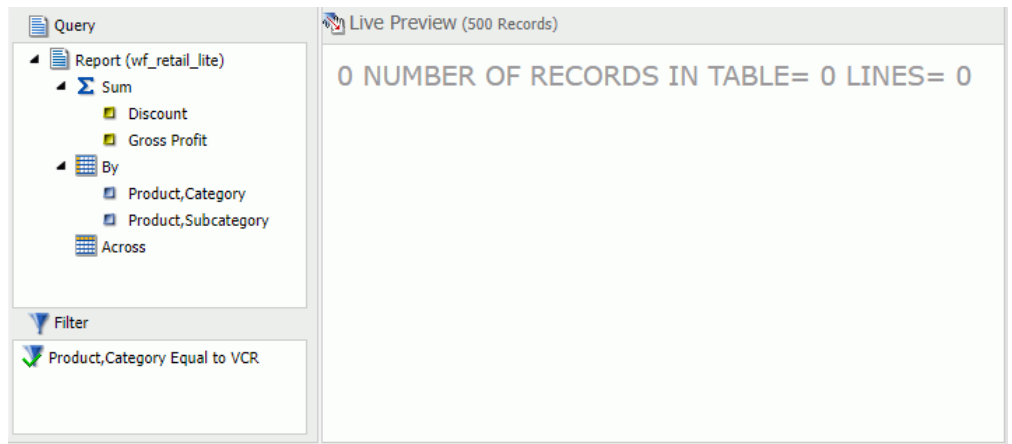 Query
Report (wf_retail_lite)
Sum
Discount
Gross Profit
By
Product,Category
Product,Subcategory
Across
Filter
Product,Category Equal to VCR
Live Preview (500 Records)
0 NUMBER OF RECORDS IN TABLE= 0 LINES= 0